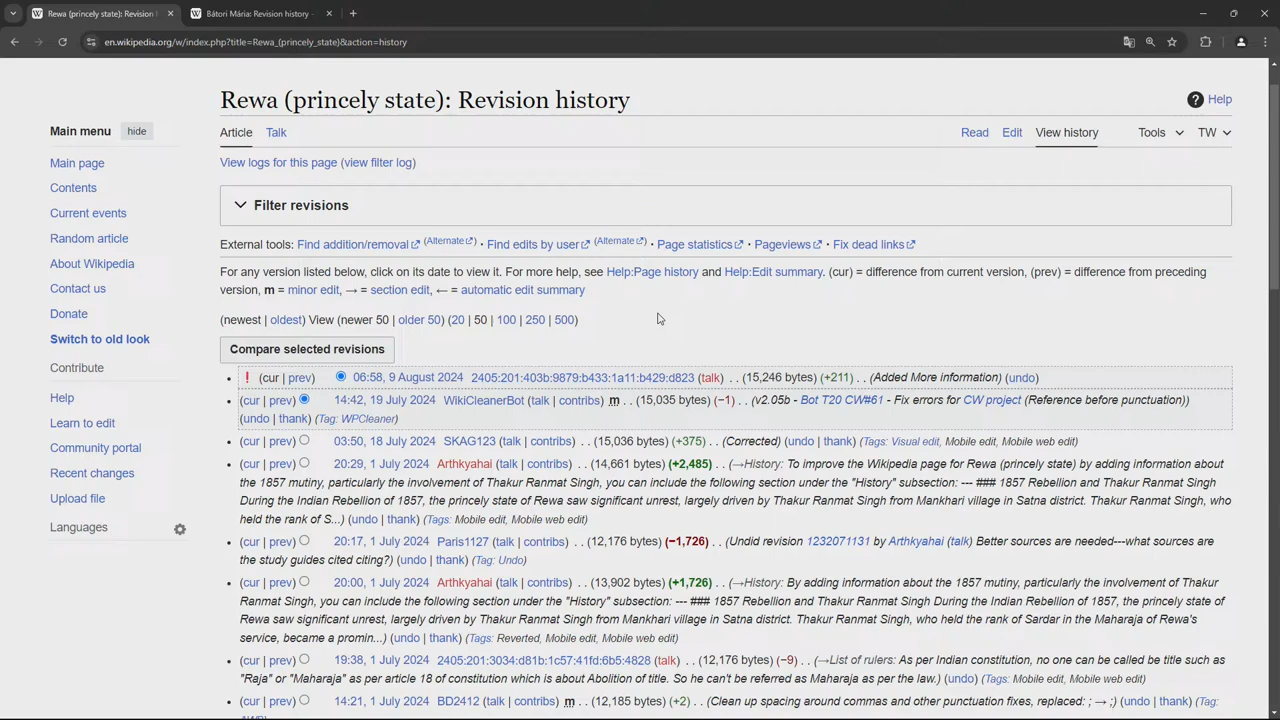 Rewa (princely state): Revision h
Bátori Mária: Revision history -
en.wikipedia.org/w/index.php?title=Rewa_(princely_state)&action=history
Rewa (princely state): Revision history
Help
Main menu hide
Article Talk Read Edit View history Tools TW
View logs for this page (view filter log)
Main page
Contents
Current events
Random article
About Wikipedia
Contact us
Donate
Switch to old look
Contribute
Help
Learn to edit
Community portal
Recent changes
Upload file
Languages
Filter revisions
External tools: Find addition/removal (Alternate) · Find edits by user (Alternate) · Page statistics · Pageviews · Fix dead links
For any version listed below, click on its date to view it. For more help, see Help:Page history and Help:Edit summary. (cur) = difference from current version, (prev) = difference from preceding
version, m = minor edit, → = section edit, ← = automatic edit summary
(newest | oldest) View (newer 50 | older 50) (20 | 50 | 100 | 250 | 500)
Compare selected revisions
! (cur | prev) 06:58, 9 August 2024 2405:201:403b:9879:b433:1a11:b429:d823 (talk) . . (15,246 bytes) (+211) . . (Added More information) (undo)
(cur | prev) 14:42, 19 July 2024 WikiCleanerBot (talk | contribs) m . . (15,035 bytes) (−1) . . (v2.05b - Bot T20 CW#61 - Fix errors for CW project (Reference before punctuation))
(undo | thank) (Tag: WPCleaner)
(cur | prev) 03:50, 18 July 2024 SKAG123 (talk | contribs) . . (15,036 bytes) (+375) . . (Corrected) (undo | thank) (Tags: Visual edit, Mobile edit, Mobile web edit)
(cur | prev) 20:29, 1 July 2024 Arthkyahai (talk | contribs) . . (14,661 bytes) (+2,485) . . (→History: To improve the Wikipedia page for Rewa (princely state) by adding information about
the 1857 mutiny, particularly the involvement of Thakur Ranmat Singh, you can include the following section under the "History" subsection: --- ### 1857 Rebellion and Thakur Ranmat Singh
During the Indian Rebellion of 1857, the princely state of Rewa saw significant unrest, largely driven by Thakur Ranmat Singh from Mankhari village in Satna district. Thakur Ranmat Singh, who
held the rank of S...) (undo | thank) (Tags: Mobile edit, Mobile web edit)
(cur | prev) 20:17, 1 July 2024 Paris1127 (talk | contribs) . . (12,176 bytes) (−1,726) . . (Undid revision 1232071131 by Arthkyahai (talk) Better sources are needed---what sources are
the study guides cited citing?) (undo | thank) (Tag: Undo)
(cur | prev) 20:00, 1 July 2024 Arthkyahai (talk | contribs) . . (13,902 bytes) (+1,726) . . (→History: By adding information about the 1857 mutiny, particularly the involvement of Thakur
Ranmat Singh, you can include the following section under the "History" subsection: --- ### 1857 Rebellion and Thakur Ranmat Singh During the Indian Rebellion of 1857, the princely state of
Rewa saw significant unrest, largely driven by Thakur Ranmat Singh from Mankhari village in Satna district. Thakur Ranmat Singh, who held the rank of Sardar in the Maharaja of Rewa's
service, became a promin...) (undo | thank) (Tags: Reverted, Mobile edit, Mobile web edit)
(cur | prev) 19:38, 1 July 2024 2405:201:3034:d81b:1c57:41fd:6b5:4828 (talk) . . (12,176 bytes) (−9) . . (→List of rulers: As per Indian constitution, no one can be called be title such as
"Raja" or "Maharaja" as per article 18 of constitution which is about Abolition of title. So he can't be referred as Maharaja as per the law.) (undo) (Tags: Mobile edit, Mobile web edit)
(cur | prev) 14:21, 1 July 2024 BD2412 (talk | contribs) m . . (12,185 bytes) (+2) . . (Clean up spacing around commas and other punctuation fixes, replaced: ; → ;) (undo | thank) (Tag: